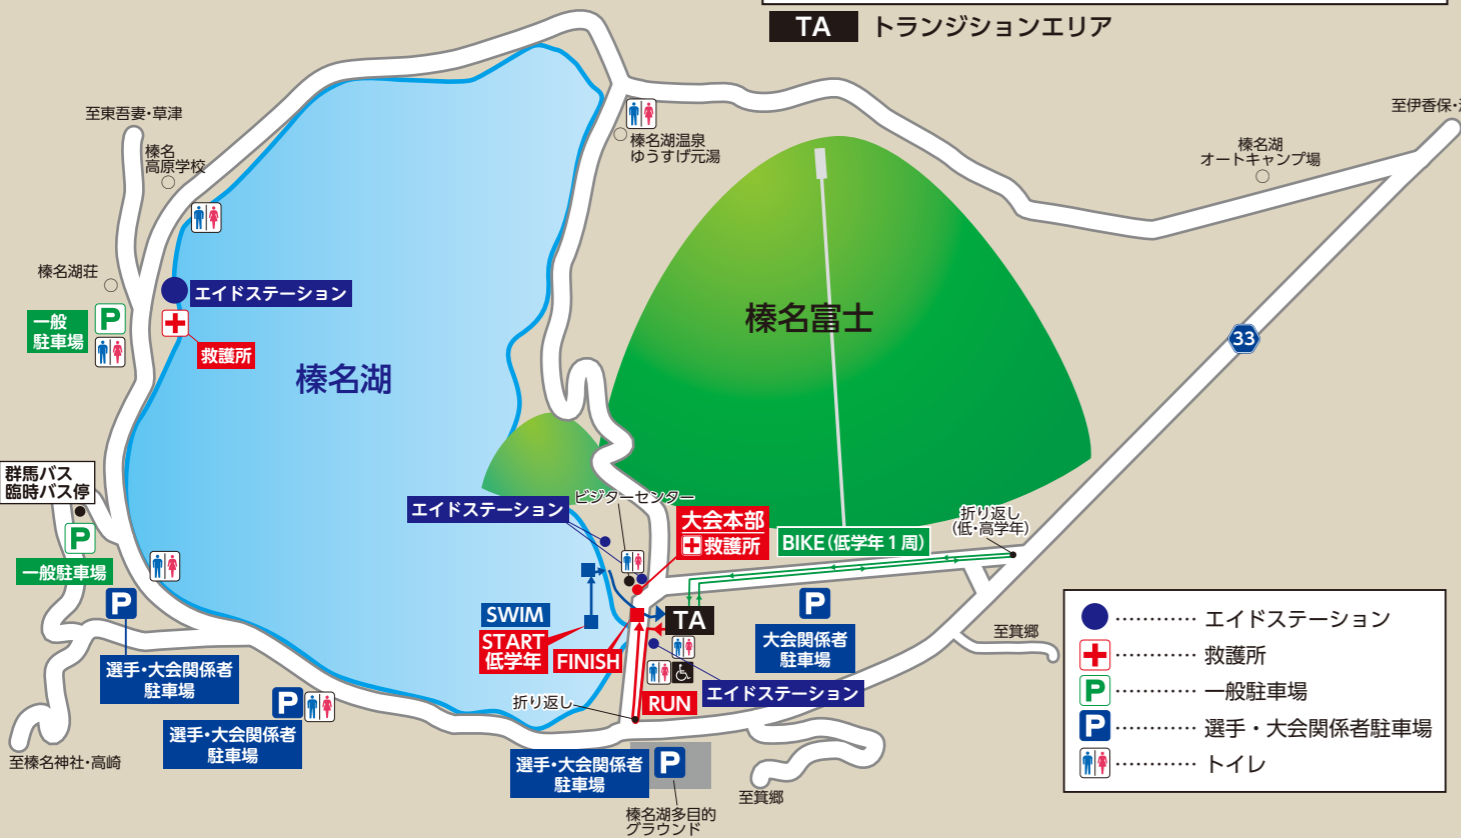 TA トランジションエリア
至東吾妻・草津
榛名
高原学校
榛名湖温泉
ゆうすげ元湯
至伊香保・
榛名湖
オートキャンプ場
榛名湖荘
エイドステーション
一般
駐車場
P
救護所
榛名湖
榛名富士
33
群馬バス
臨時バス停
P
一般駐車場
エイドステーション
ビジターセンター
大会本部
救護所
BIKE(低学年1周)
折り返し
(低・高学年)
P
選手・大会関係者
駐車場
SWIM
START
低学年
FINISH
TA
P
大会関係者
駐車場
至箕郷
エイドステーション
RUN
折り返し
P
選手・大会関係者
駐車場
選手・大会関係者
駐車場
P
榛名湖多目的
グラウンド
至箕郷
至榛名神社・高崎
エイドステーション
救護所
P 一般駐車場
P 選手・大会関係者駐車場
トイレ